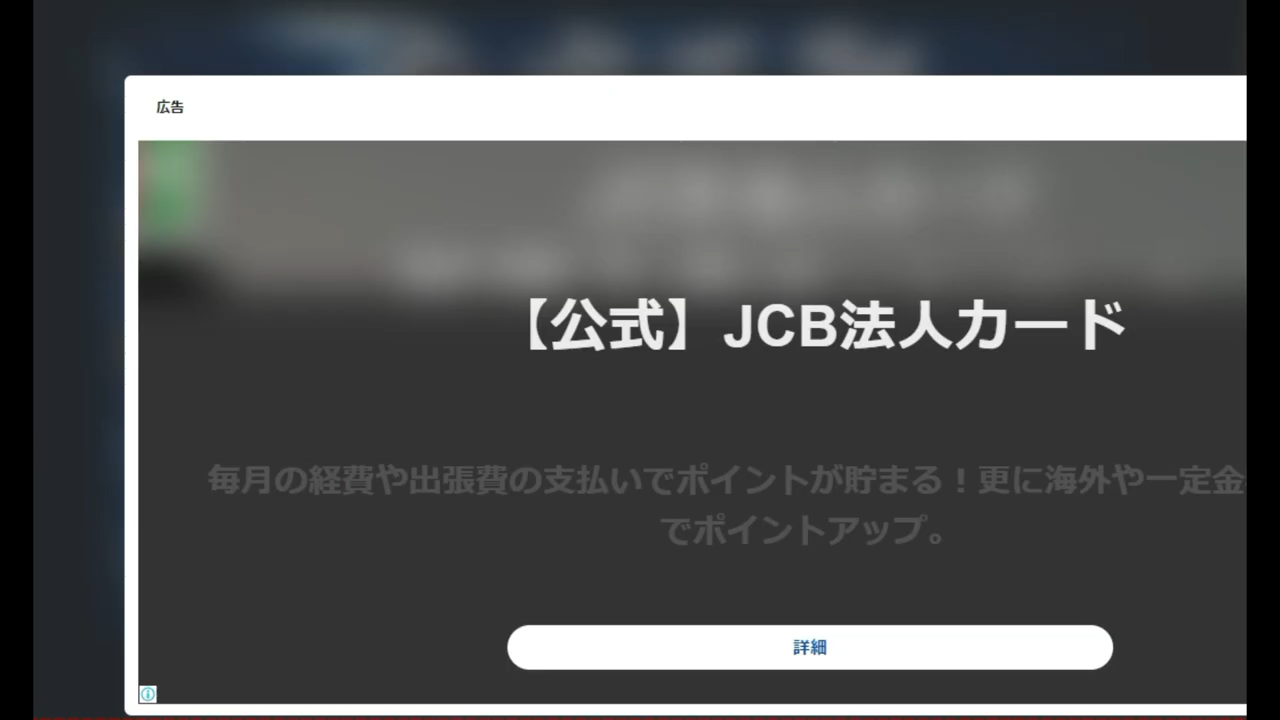 広告
【公式】JCB法人カード
毎月の経費や出張費の支払いでポイントが貯まる！更に海外や一定金
でポイントアップ。
詳細